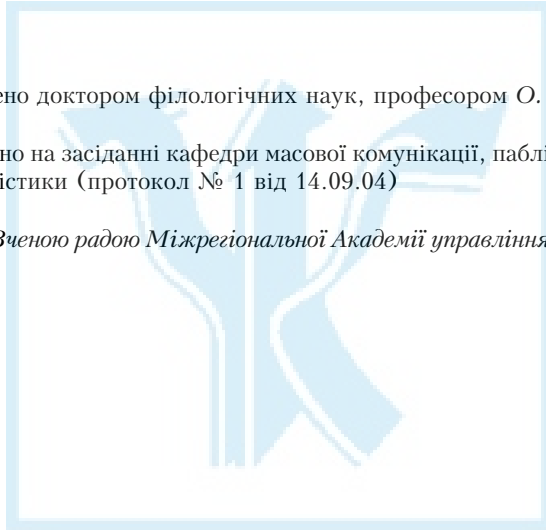 ено доктором філологічних наук, професором О.
но на засіданні кафедри масової комунікації, паблі
істики (протокол № 1 від 14.09.04)
Вченою радою Міжрегіональної Академії управління